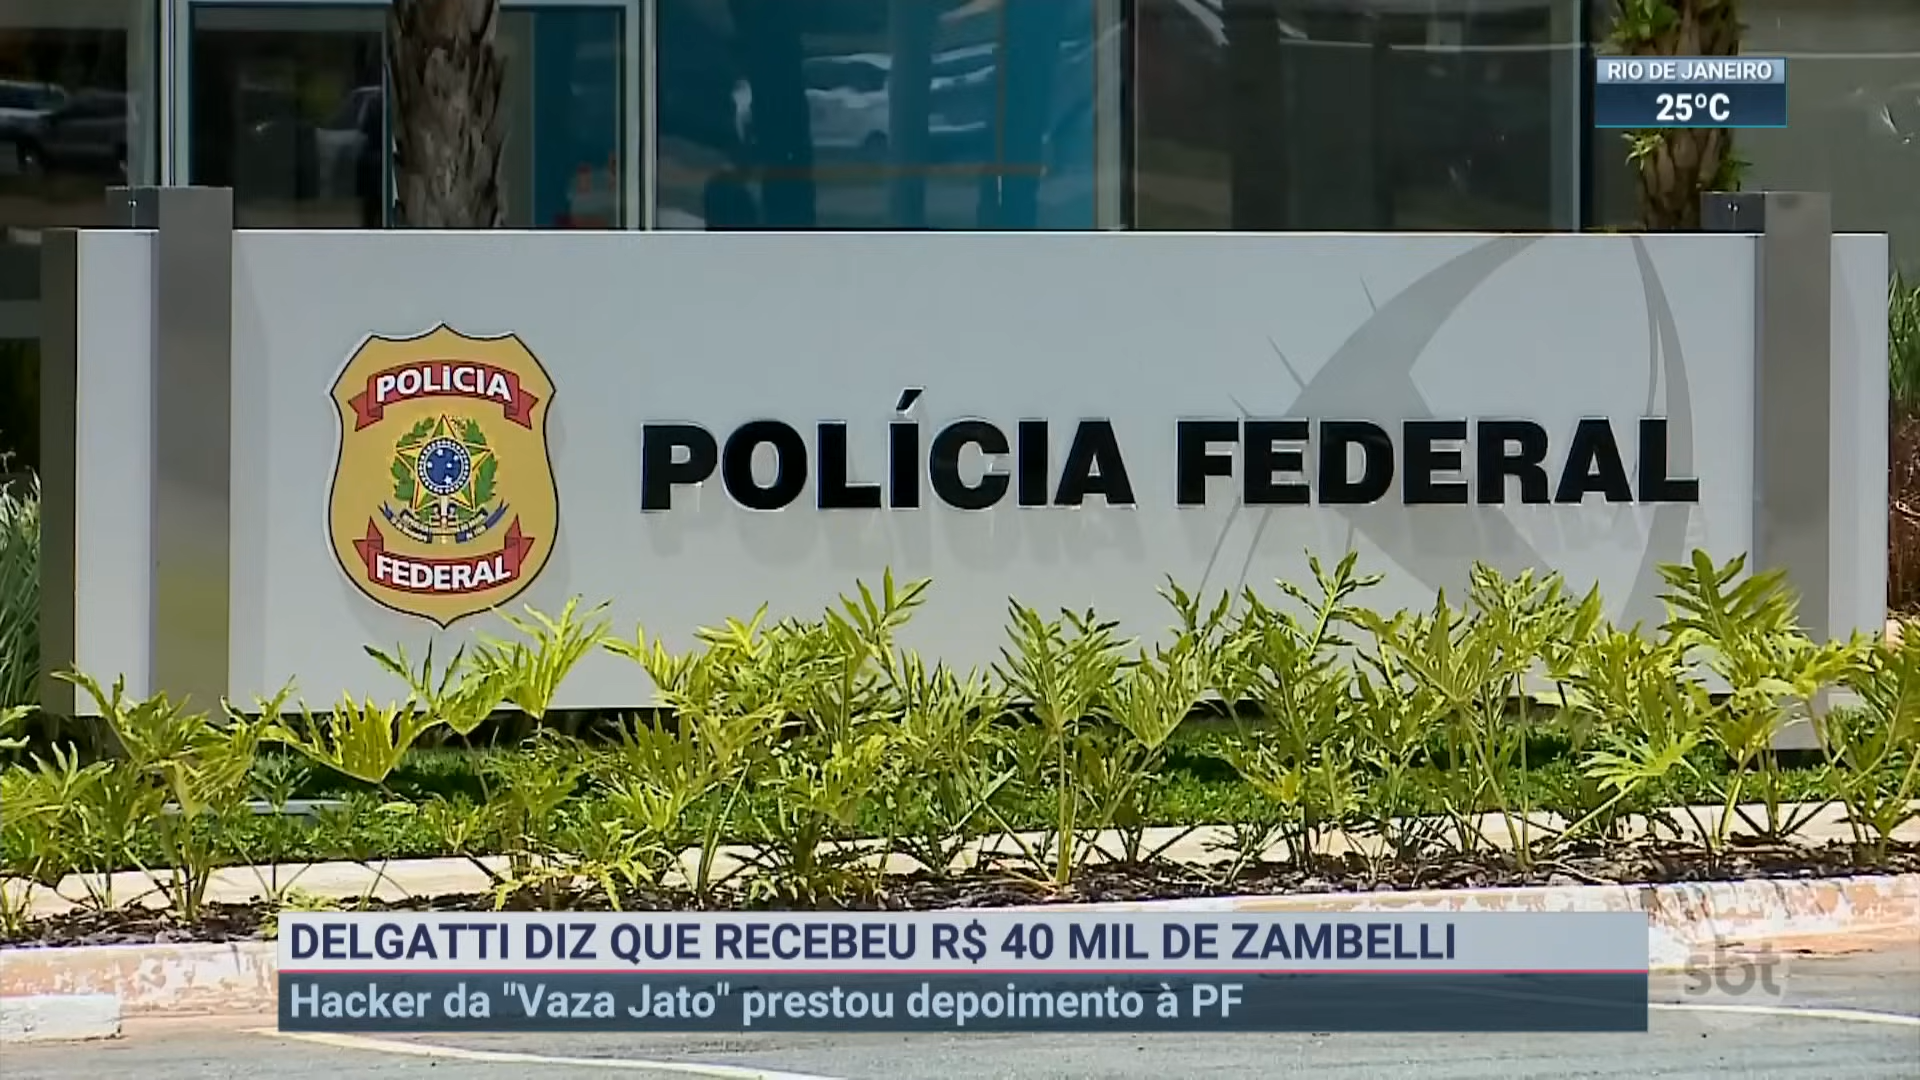 RIO DE JANEIRO
25ºC
POLICIA
FEDERAL
POLÍCIA FEDERAL
DELGATTI DIZ QUE RECEBEU R$ 40 MIL DE ZAMBELLI
Hacker da "Vaza Jato" prestou depoimento à PF
sbt